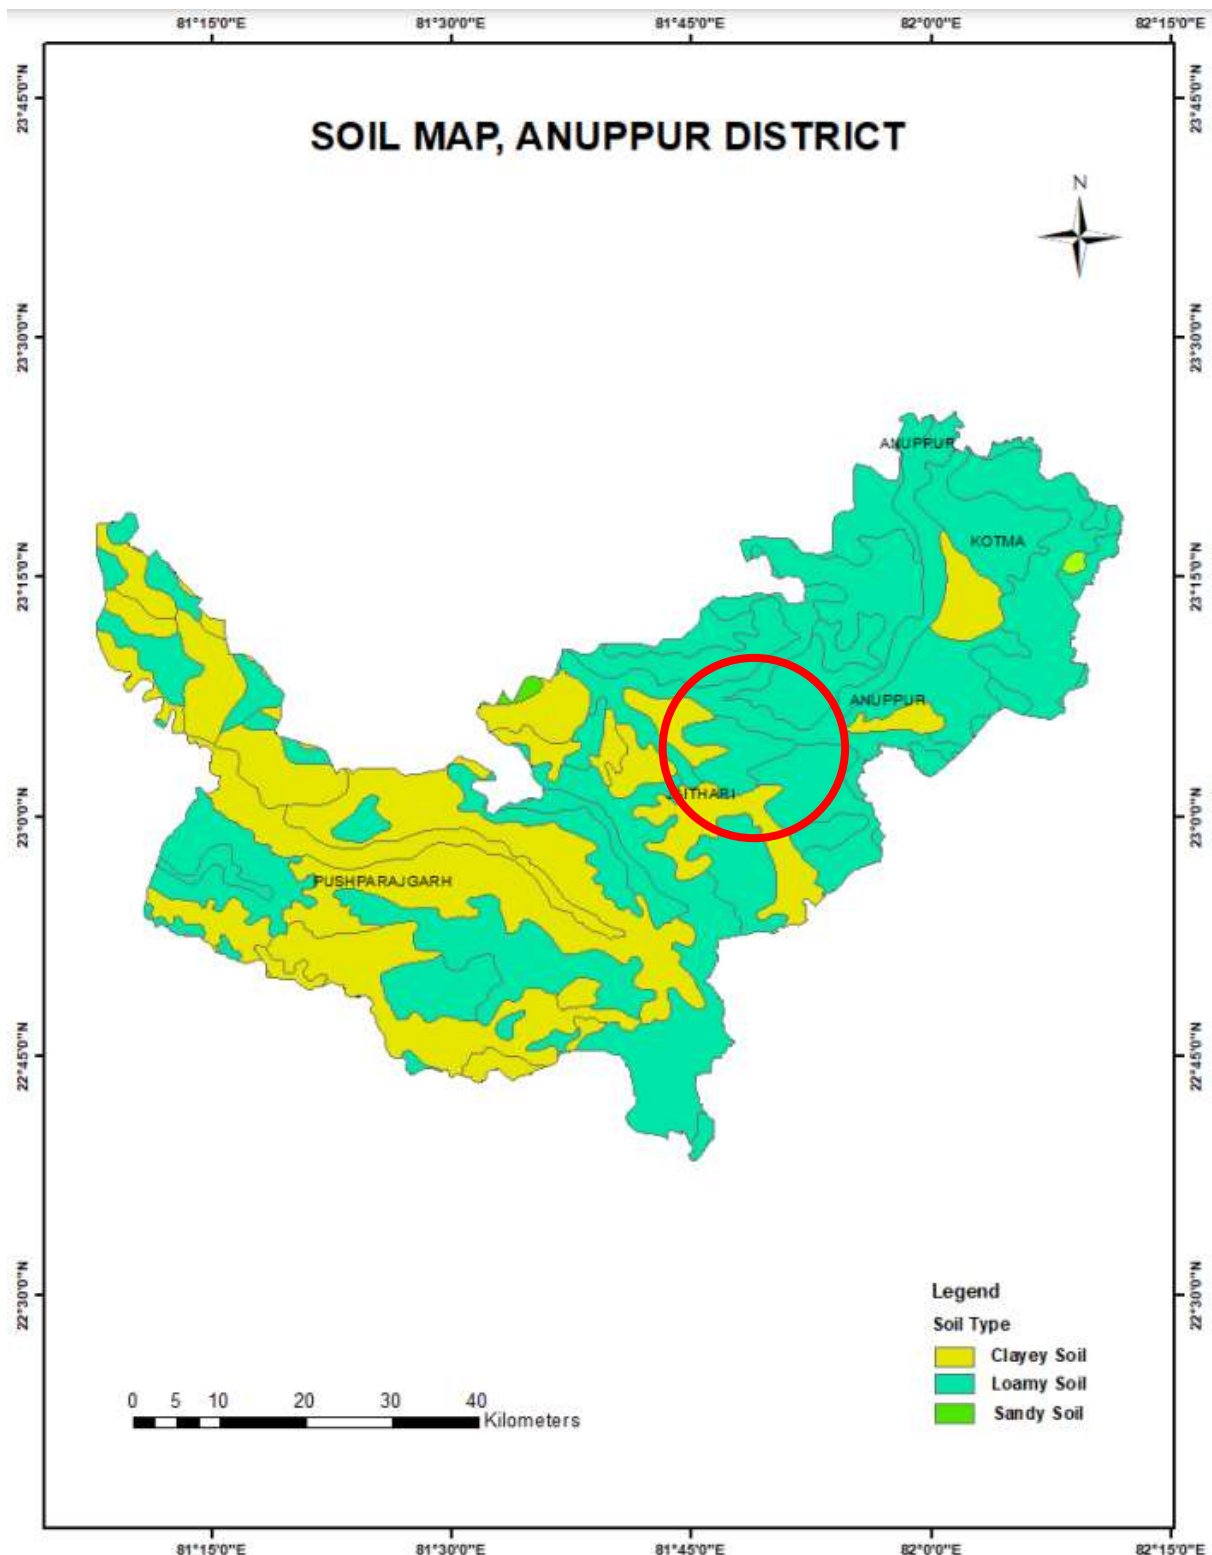 81°15'0"E 81°30'0"E 81°45'0"E 82°0'0"E 82°15'0"E
23°45'0"N 23°45'0"N
SOIL MAP, ANUPPUR DISTRICT
N
23°30'0"N 23°30'0"N
ANUPPUR
KOTMA
23°15'0"N 23°15'0"N
ANUPPUR
JAITHARI
23°0'0"N 23°0'0"N
PUSHPARAJGARH
22°45'0"N 22°45'0"N
22°30'0"N 22°30'0"N
Legend
Soil Type
Clayey Soil
Loamy Soil
Sandy Soil
0 5 10 20 30 40
Kilometers
81°15'0"E 81°30'0"E 81°45'0"E 82°0'0"E 82°15'0"E